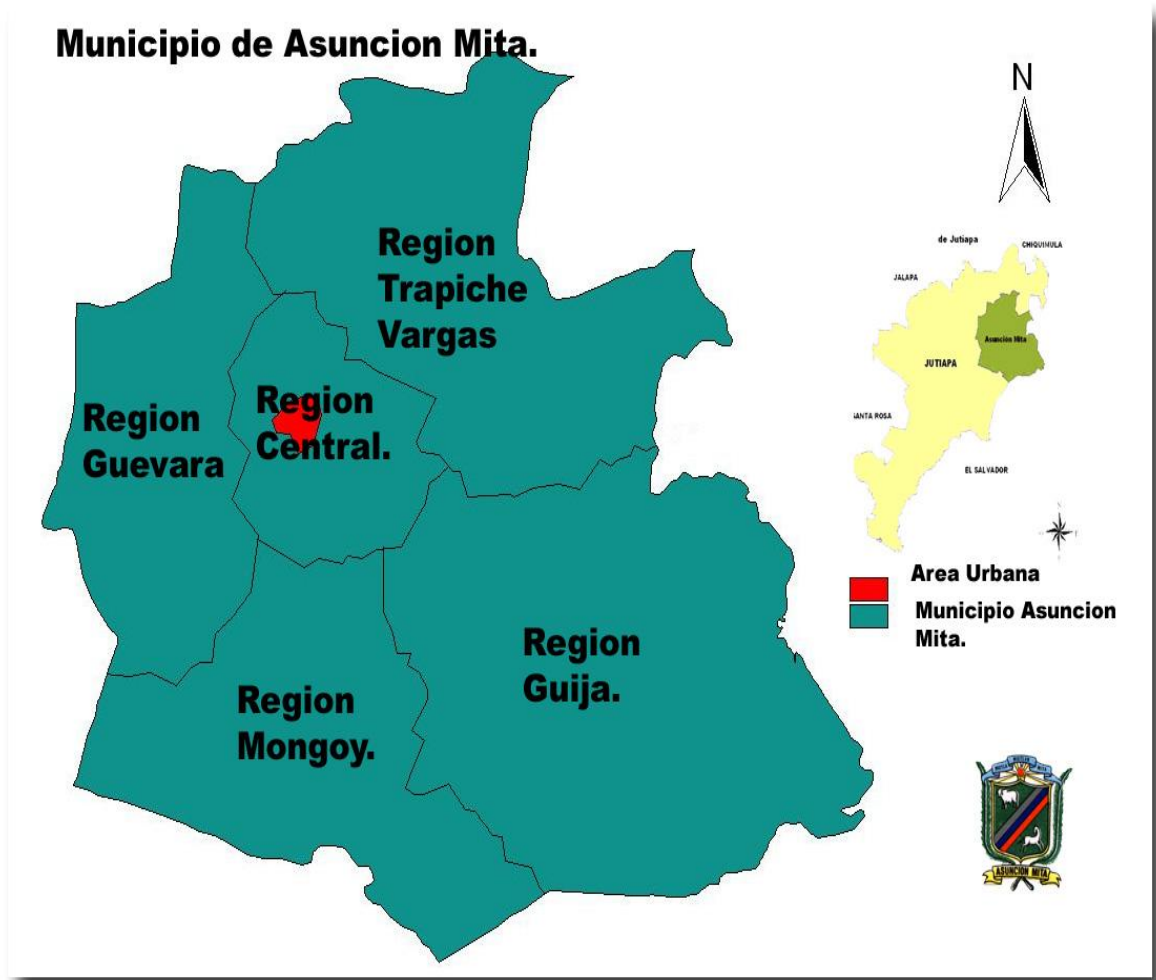 Municipio de Asuncion Mita.
N
Region
Trapiche
Vargas
Region
Guevara
Region
Central.
Region
Guija.
Region
Mongoy.
de Jutiapa
CHIQUIMULA
JALAPA
Asuncion Mita
JUTIAPA
SANTA ROSA
EL SALVADOR
Area Urbana
Municipio Asuncion
Mita.
ASUNCION MITA